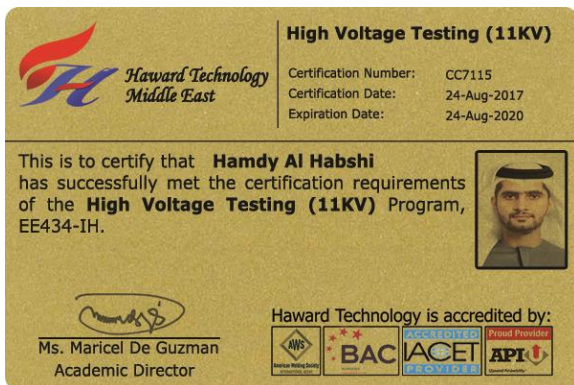 Haward Technology
Middle East
High Voltage Testing (11KV)
Certification Number: CC7115
Certification Date: 24-Aug-2017
Expiration Date: 24-Aug-2020
This is to certify that Hamdy Al Habshi
has successfully met the certification requirements
of the High Voltage Testing (11KV) Program,
EE434-IH.
Ms. Maricel De Guzman
Academic Director
Haward Technology is accredited by:
AWS
American Welding Society
BAC
ACCREDITED
IACET
PROVIDER
Proud Provider
API